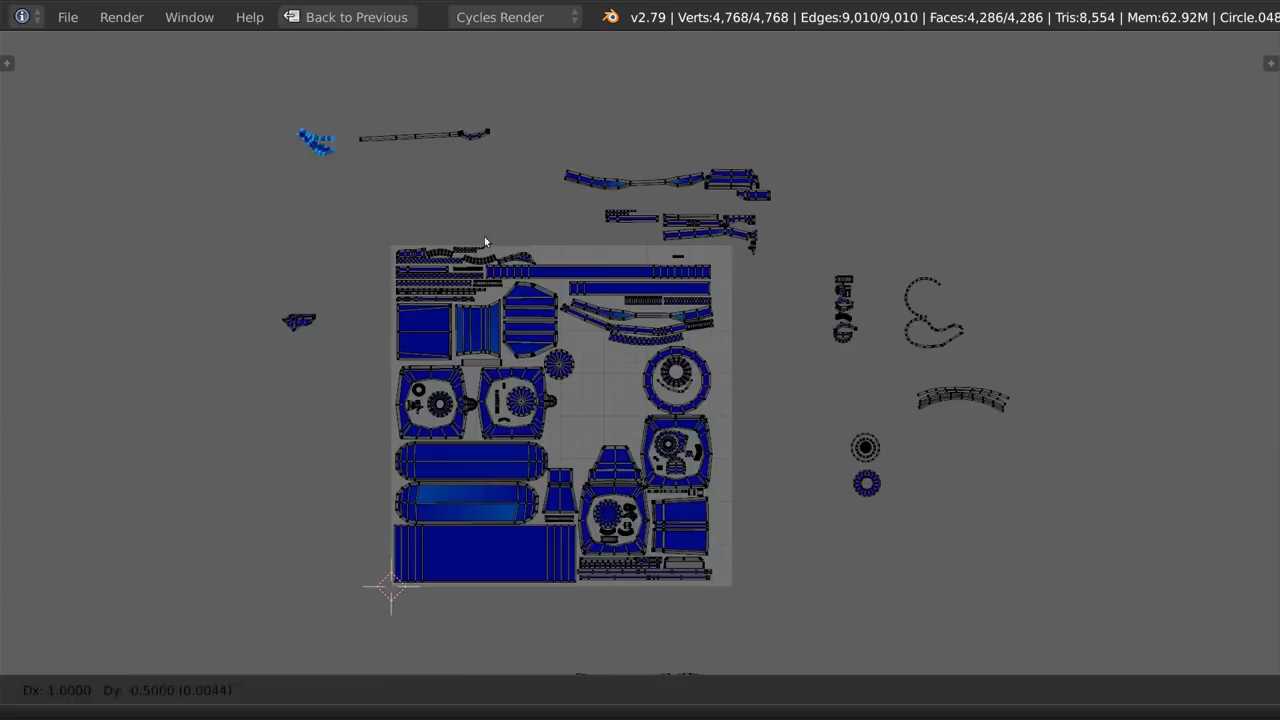 File Render Window Help Back to Previous Cycles Render v2.79 | Verts:4,768/4,768 | Edges:9,010/9,010 | Faces:4,286/4,286 | Tris:8,554 | Mem:62.92M | Circle.048
Dx: 1.0000 Dy: -0.5000 (0.0044)